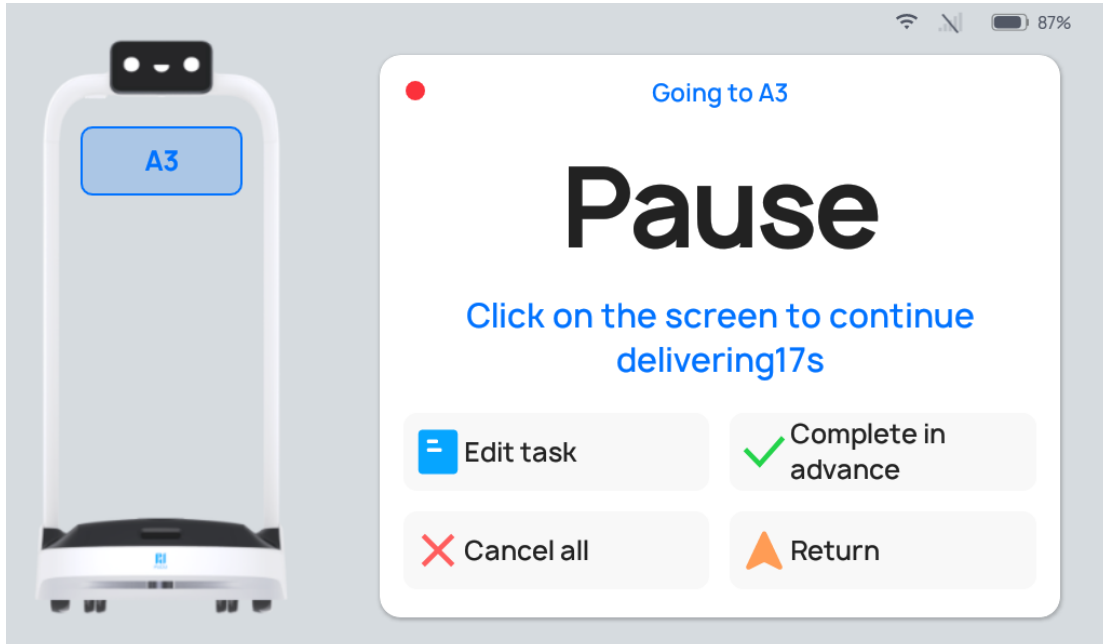 87%
A3
Going to A3
Pause
Click on the screen to continue
delivering17s
Edit task
Complete in
advance
Cancel all
Return